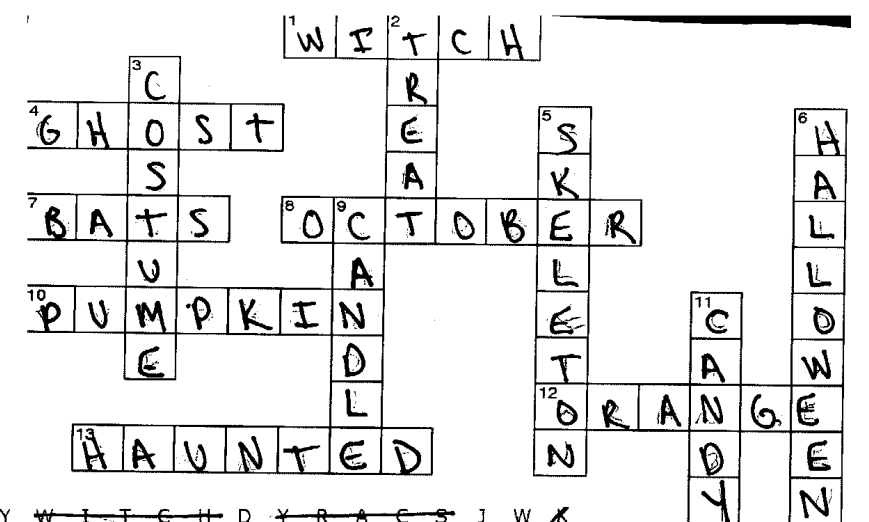 1 W I 2 T C H
3 C
R
4 G H O S T
E
5 S
6 H
S
A
K
A
7 B A T S
8 O 9 C T O B E R
L
U
A
L
L
10 P U M P K I N
E
11 C
O
E
D
T
A
W
L
12 O R A N G E
13 H A U N T E D
N
D
E
Y
N
Y W I T C H D Y R A C S J W K